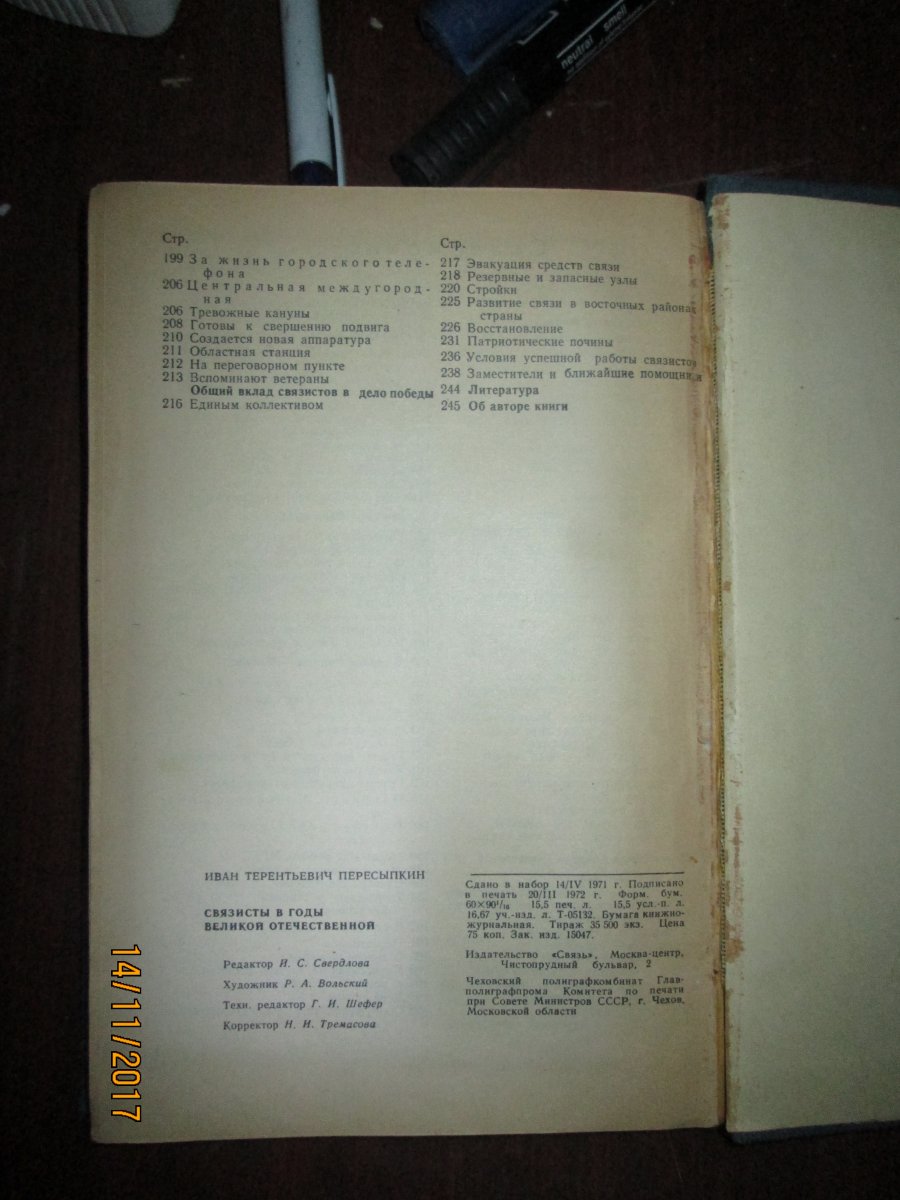 neutral smell
Стр.
199 За жизнь городского теле-
фона
206 Центральная междугород-
ная
206 Тревожные кануны
208 Готовы к свершению подвига
210 Создается новая аппаратура
211 Областная станция
212 На переговорном пункте
213 Вспоминают ветераны
Общий вклад связистов в дело победы
216 Единым коллективом
Стр.
217 Эвакуация средств связи
218 Резервные и запасные узлы
220 Стройки
225 Развитие связи в восточных районах
страны
226 Восстановление
231 Патриотические почины
236 Условия успешной работы связистов
238 Заместители и ближайшие помощники
244 Литература
245 Об авторе книги
ИВАН ТЕРЕНТЬЕВИЧ ПЕРЕСЫПКИН
СВЯЗИСТЫ В ГОДЫ
ВЕЛИКОЙ ОТЕЧЕСТВЕННОЙ
Редактор И. С. Свердлова
Художник Р. А. Вольский
Техн. редактор Г. И. Шефер
Корректор Н. И. Тремасова
Сдано в набор 14/IV 1971 г. Подписано
в печать 20/III 1972 г. Форм. бум.
60×90¹/₁₆ 15,5 печ. л. 15,5 усл.-п. л.
16,67 уч.-изд. л. Т-05132. Бумага книжно-
журнальная. Тираж 35 500 экз. Цена
75 коп. Зак. изд. 15047.
Издательство «Связь», Москва-центр,
Чистопрудный бульвар, 2
Чеховский полиграфкомбинат Глав-
полиграфпрома Комитета по печати
при Совете Министров СССР, г. Чехов,
Московской области
14/11/2017